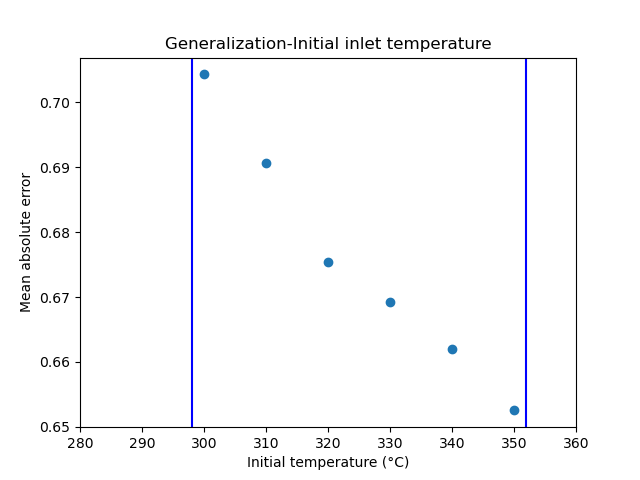 Generalization-Initial inlet temperature
Mean absolute error
0.70
0.69
0.68
0.67
0.66
0.65
280 290 300 310 320 330 340 350 360
Initial temperature (°C)